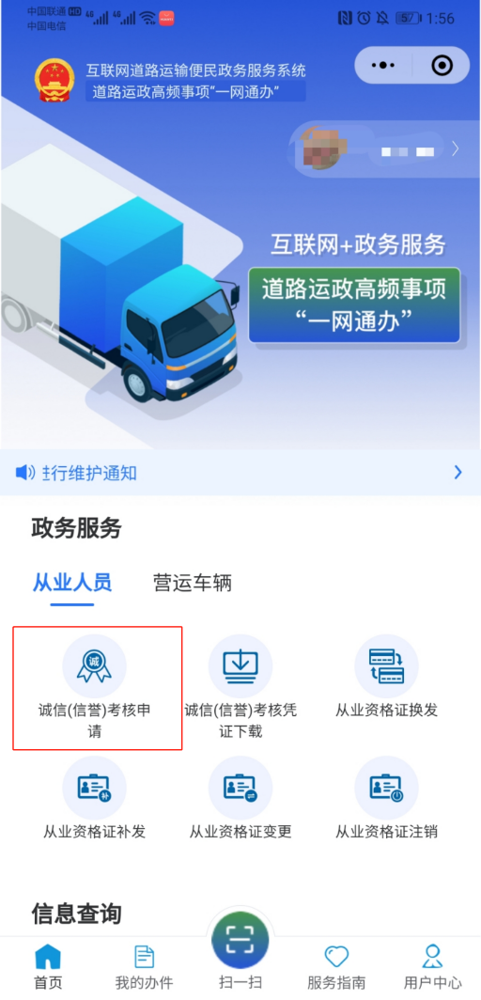 中国联通 HD 4G 4G 57 1:56
中国电信
互联网道路运输便民政务服务系统
道路运政高频事项“一网通办”
互联网+政务服务
道路运政高频事项
“一网通办”
行维护通知
政务服务
从业人员 营运车辆
诚
诚信(信誉)考核申
请
诚信(信誉)考核凭
证下载
从业资格证换发
补
从业资格证补发
从业资格证变更
从业资格证注销
信息查询
首页 我的办件 扫一扫 服务指南 用户中心